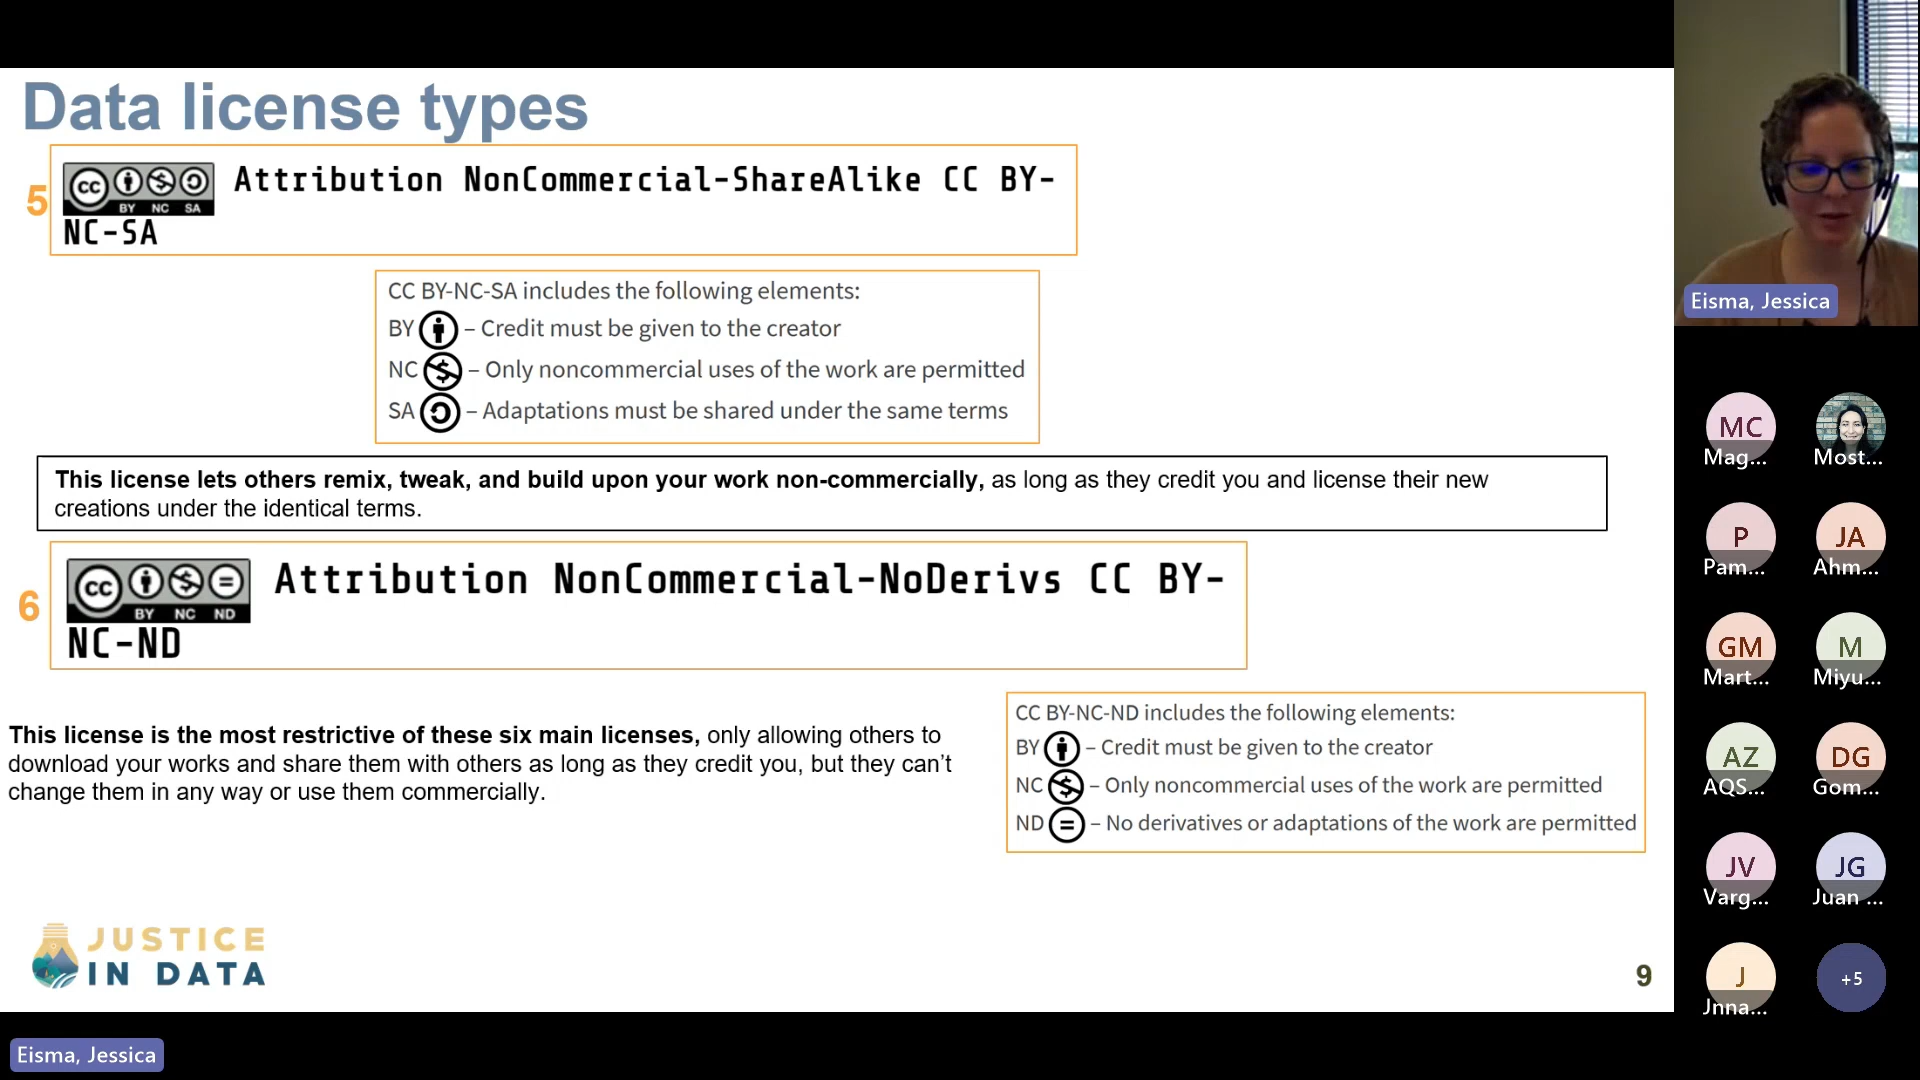 Data license types
5
CC BY NC SA
Attribution NonCommercial-ShareAlike CC BY-
NC-SA
CC BY-NC-SA includes the following elements:
BY – Credit must be given to the creator
NC – Only noncommercial uses of the work are permitted
SA – Adaptations must be shared under the same terms
This license lets others remix, tweak, and build upon your work non-commercially, as long as they credit you and license their new
creations under the identical terms.
6
CC BY NC ND
Attribution NonCommercial-NoDerivs CC BY-
NC-ND
This license is the most restrictive of these six main licenses, only allowing others to
download your works and share them with others as long as they credit you, but they can't
change them in any way or use them commercially.
CC BY-NC-ND includes the following elements:
BY – Credit must be given to the creator
NC – Only noncommercial uses of the work are permitted
ND – No derivatives or adaptations of the work are permitted
JUSTICE
IN DATA
9
Eisma, Jessica
MC
Mag...
Most...
P
Pam...
JA
Ahm...
GM
Mart...
M
Miyu...
AZ
AQS...
DG
Gom...
JV
Varg...
JG
Juan ...
J
Jnna...
+5
Eisma, Jessica